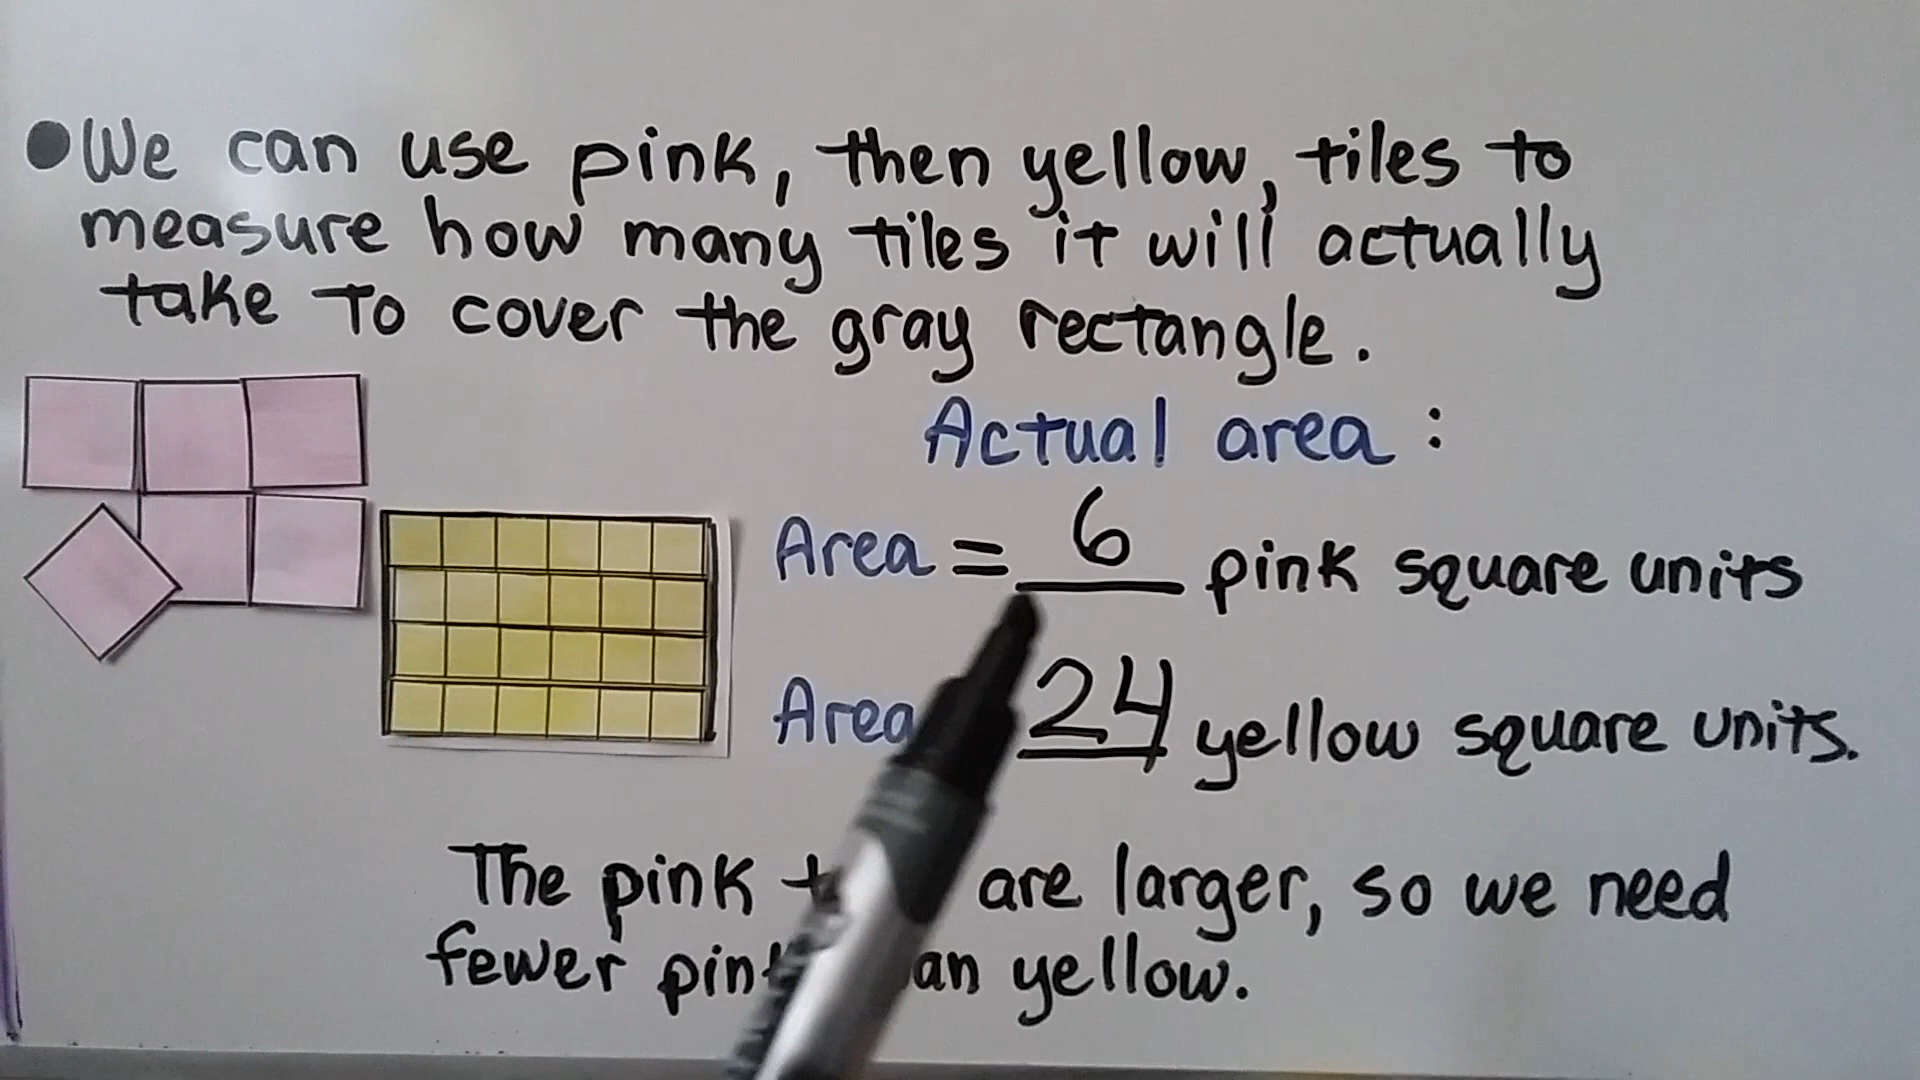 We can use pink, then yellow, tiles to
measure how many tiles it will actually
take to cover the gray rectangle.
Actual area:
Area = 6 pink square units
Area 24 yellow square units.
The pink are larger, so we need
fewer yellow.